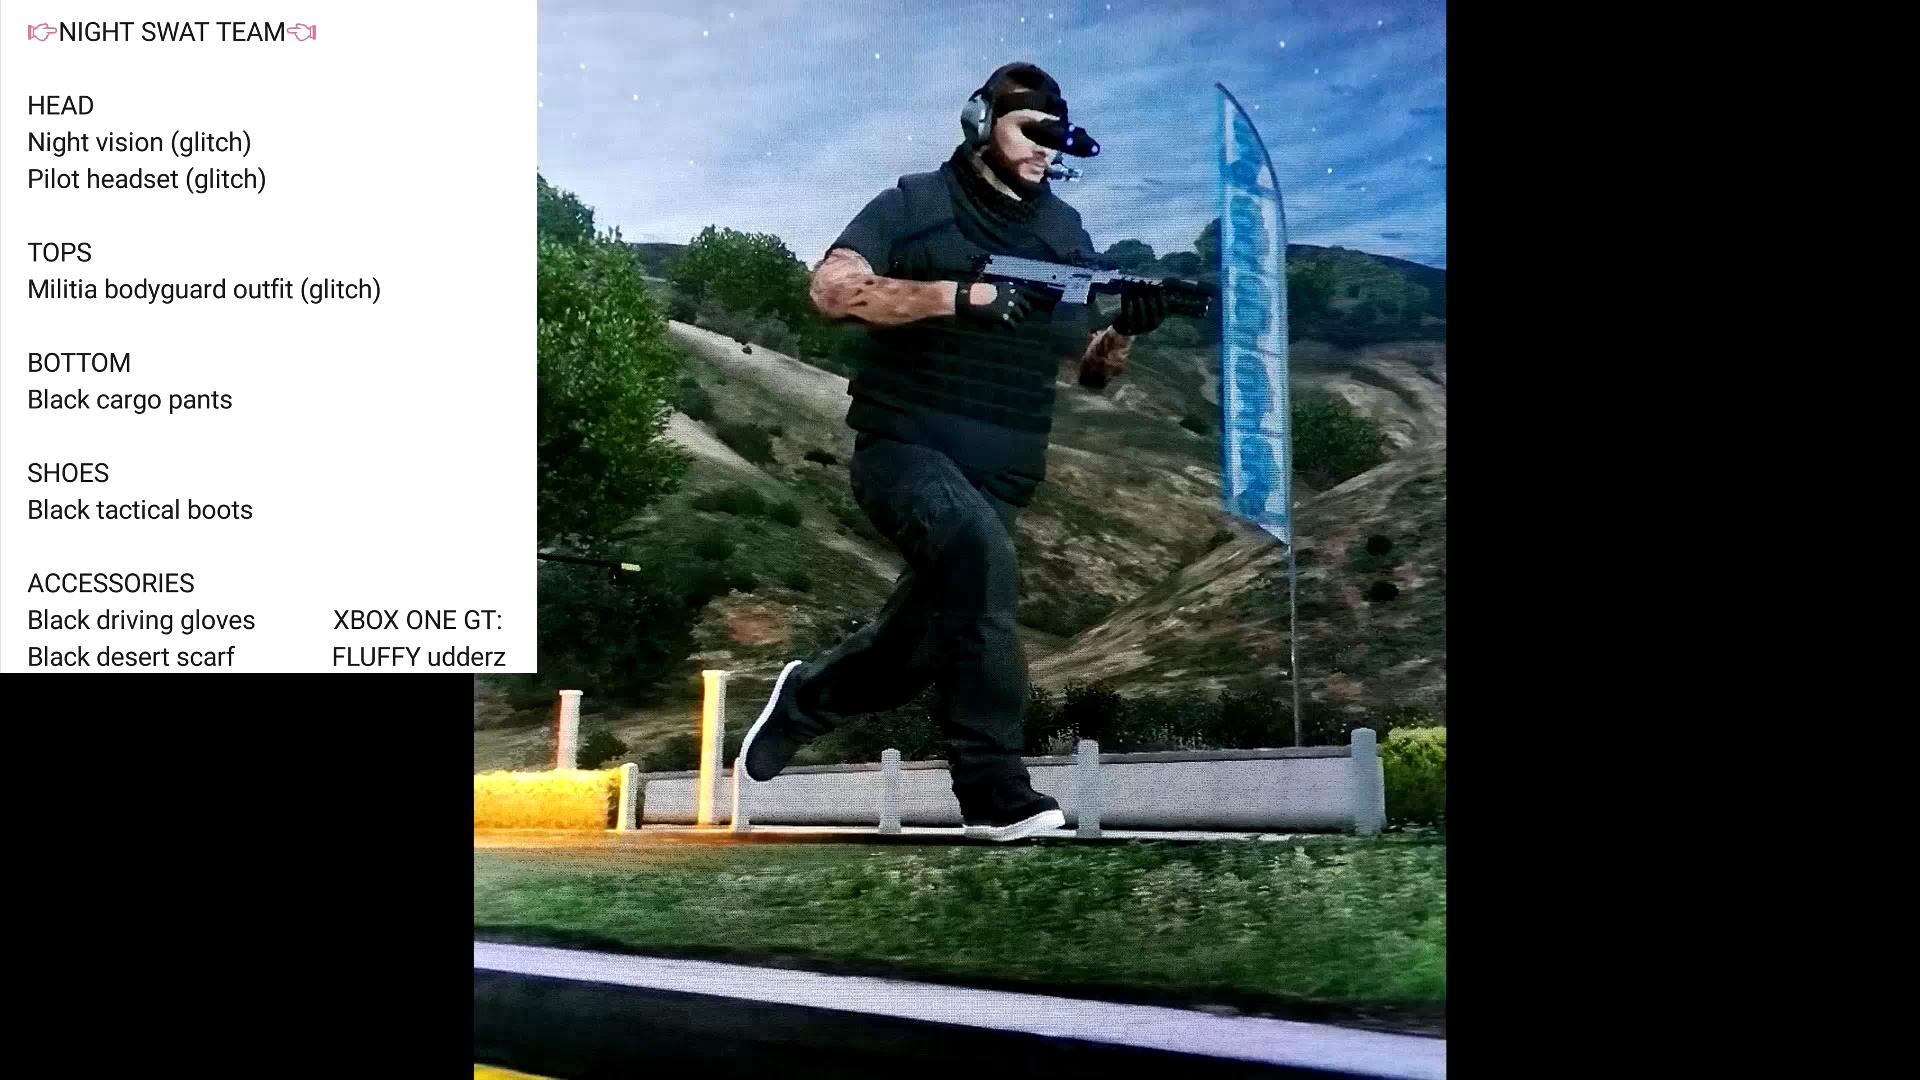 👉NIGHT SWAT TEAM👈
HEAD
Night vision (glitch)
Pilot headset (glitch)
TOPS
Militia bodyguard outfit (glitch)
BOTTOM
Black cargo pants
SHOES
Black tactical boots
ACCESSORIES
Black driving gloves XBOX ONE GT:
Black desert scarf FLUFFY udderz